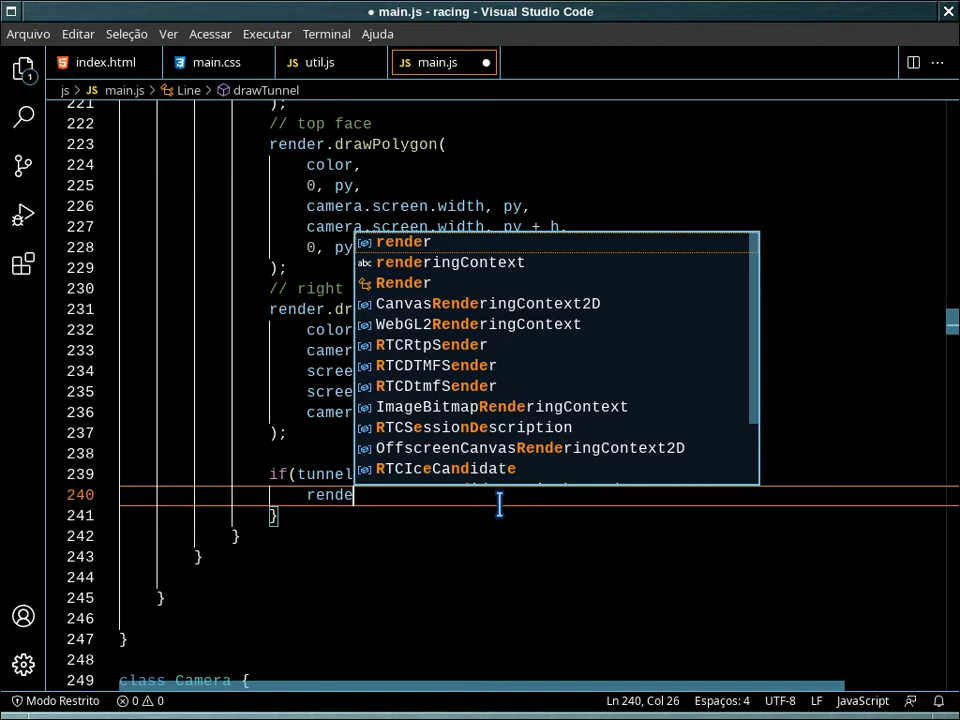 ● main.js - racing - Visual Studio Code
Arquivo Editar Seleção Ver Acessar Executar Terminal Ajuda
index.html main.css JS util.js JS main.js ●
js › JS main.js › Line › drawTunnel
221 );
222 // top face
223 render.drawPolygon(
224 color,
225 0, py,
226 camera.screen.width, py,
227 camera.screen.width, py + h,
228 0, py
229 );
230 // right
231 render.dr
232 color
233 camer
234 scree
235 scree
236 camer
237 );
238
239 if(tunnel
240 rende
241 }
242 }
243 }
244
245 }
246
247 }
248
249 class Camera {
render
abc renderingContext
Render
CanvasRenderingContext2D
WebGL2RenderingContext
RTCRtpSender
RTCDTMFSender
RTCDtmfSender
ImageBitmapRenderingContext
RTCSessionDescription
OffscreenCanvasRenderingContext2D
RTCIceCandidate
1
Modo Restrito 0 0 Ln 240, Col 26 Espaços: 4 UTF-8 LF JavaScript